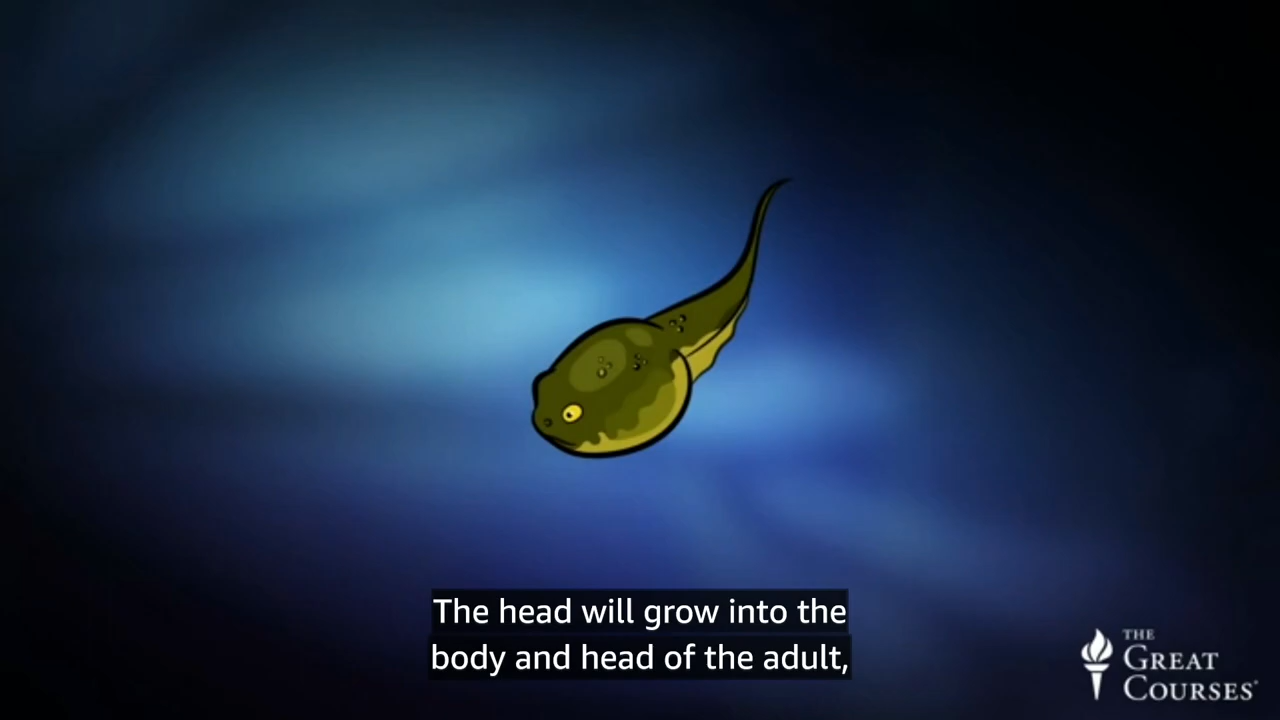 The head will grow into the
body and head of the adult,
THE
GREAT
COURSES